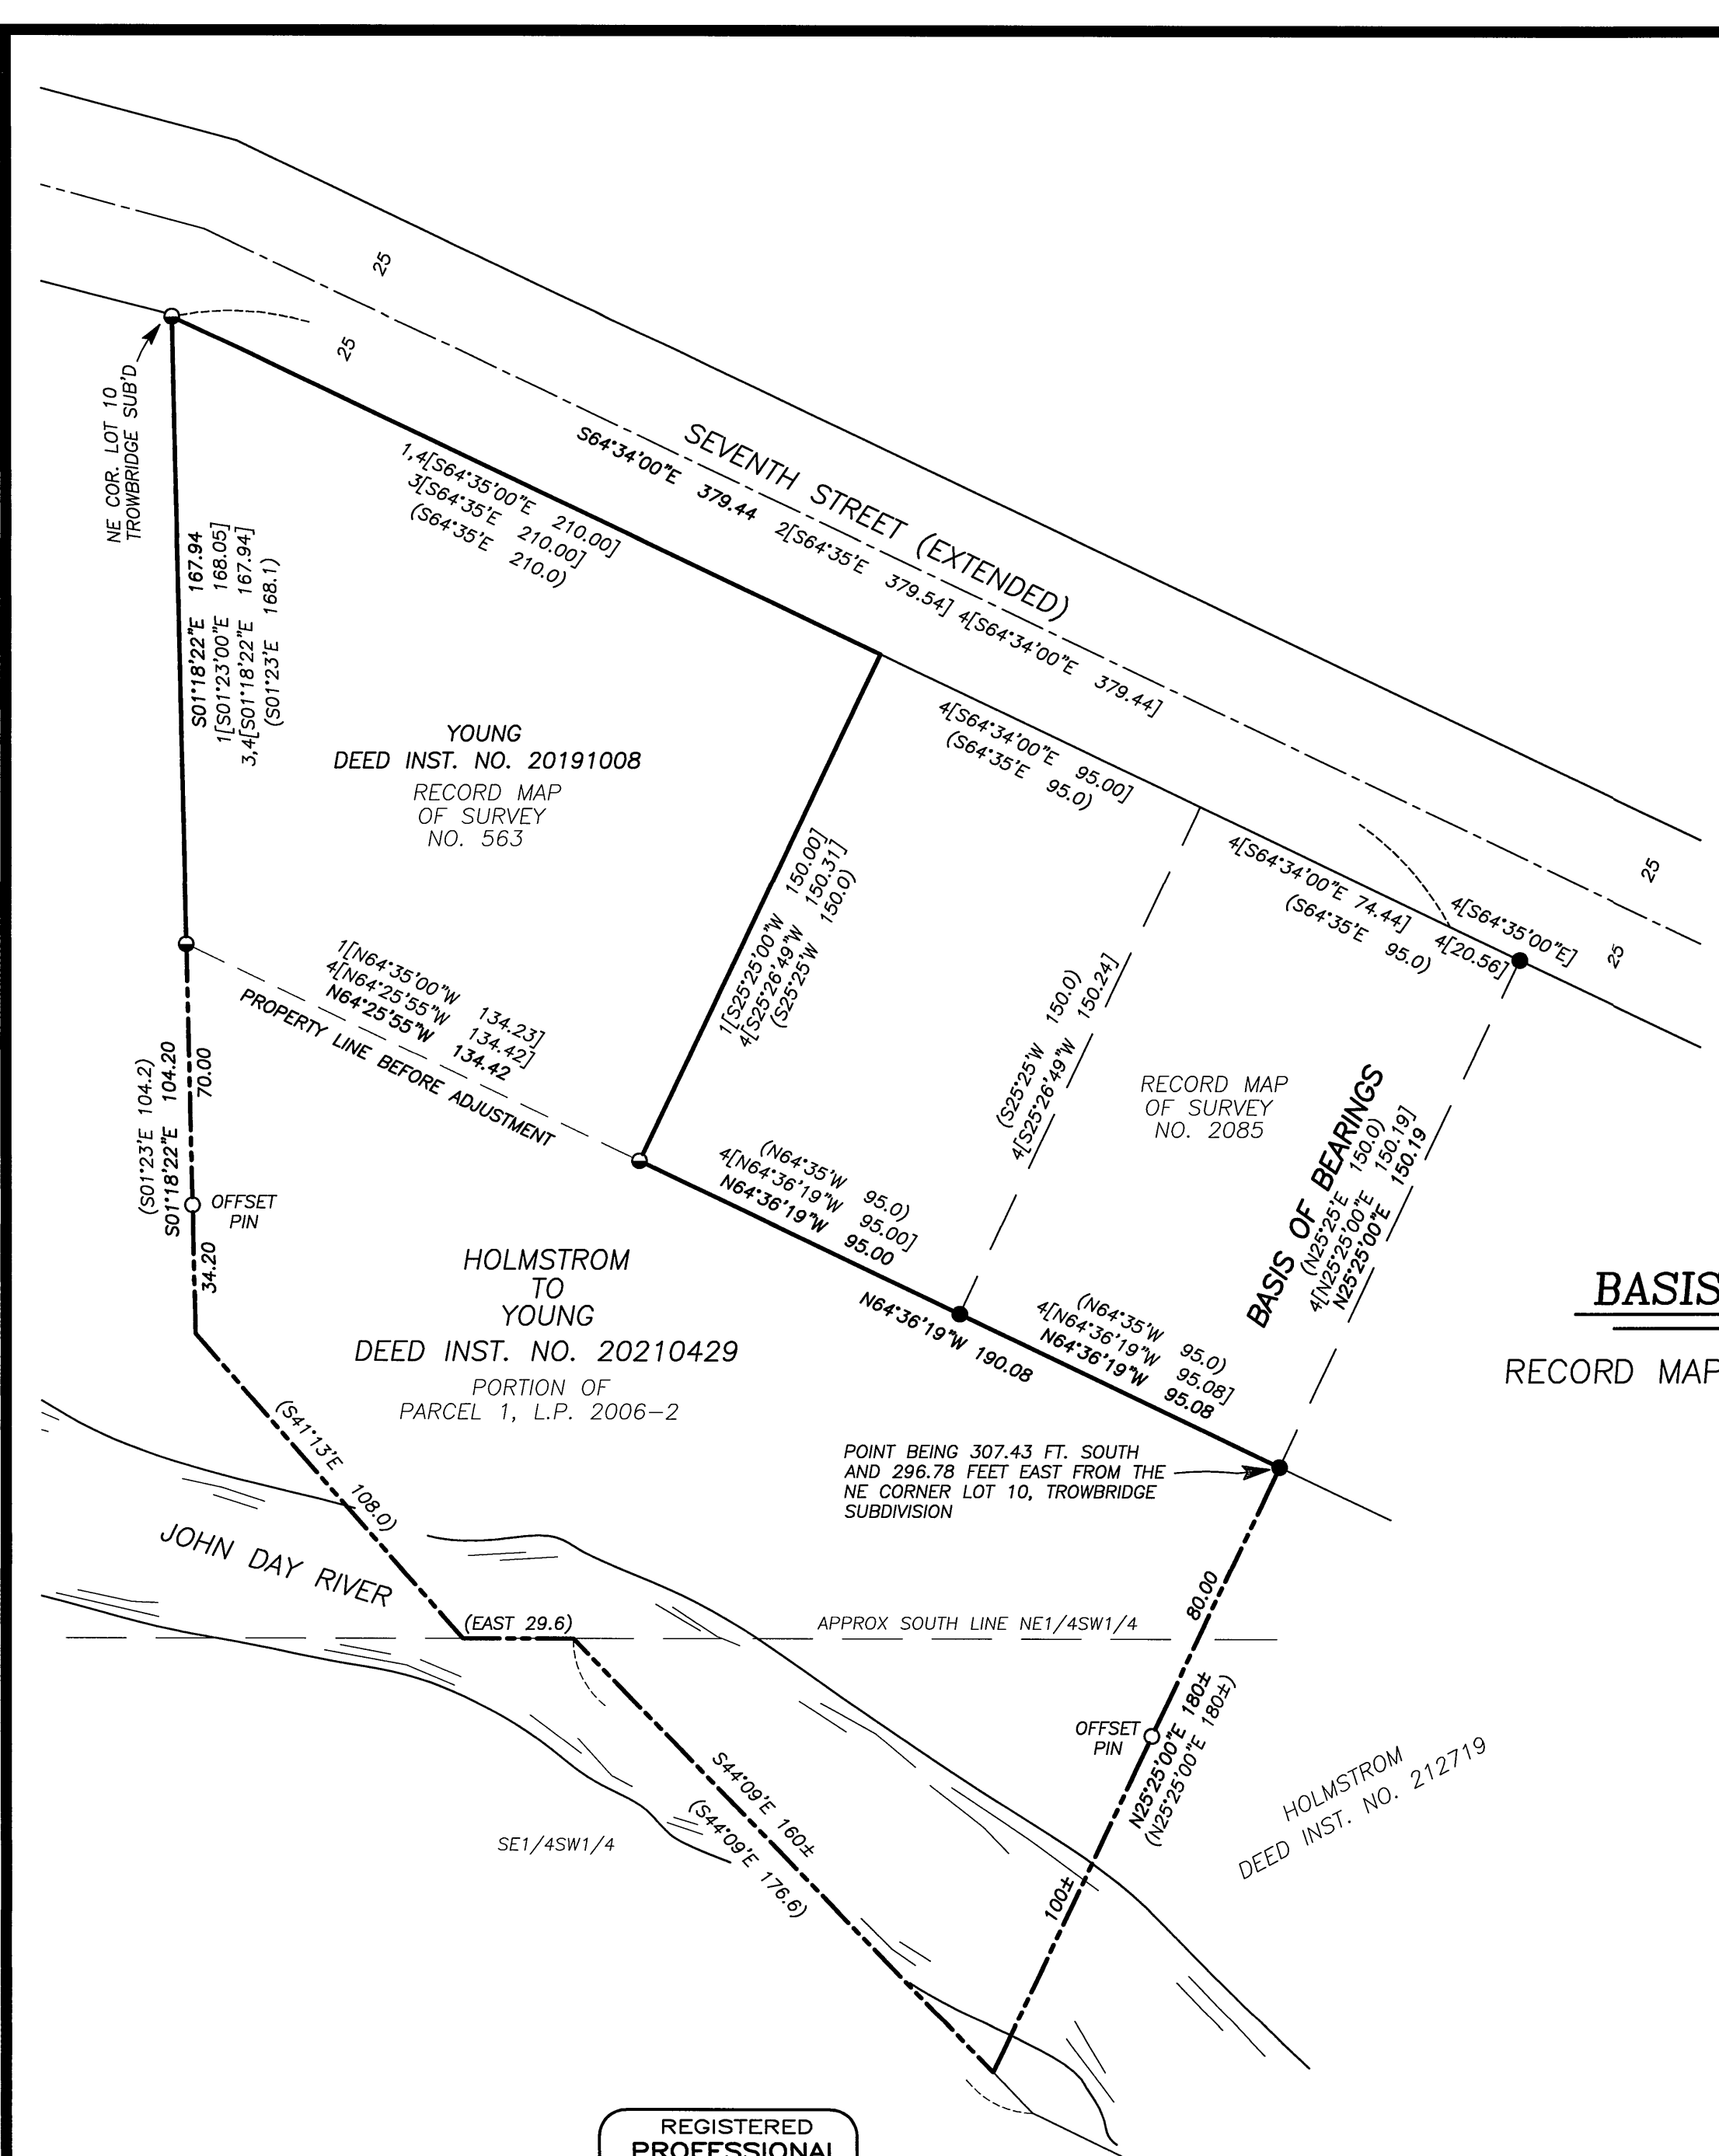 25
25
NE COR. LOT 10
TROWBRIDGE SUB'D
SEVENTH STREET (EXTENDED)
S64°34'00"E 379.44 2[S64°35'E 379.54] 4[S64°34'00"E 379.44]
1,4[S64°35'00"E 210.00]
3[S64°35'E 210.00]
(S64°35'E 210.0)
S01°18'22"E 167.94
1[S01°23'00"E 168.05]
3,4[S01°18'22"E 167.94]
(S01°23'E 168.1)
YOUNG
DEED INST. NO. 20191008
RECORD MAP
OF SURVEY
NO. 563
4[S64°34'00"E 95.00]
(S64°35'E 95.0)
4[S64°34'00"E 74.44]
(S64°35'E 95.0)
4[20.56]
4[S64°35'00"E]
25
25
1[S25°25'00"W 150.00]
4[S25°26'49"W 150.31]
(S25°25'W 150.0)
(S25°25'W 150.0)
4[S25°26'49"W 150.24]
RECORD MAP
OF SURVEY
NO. 2085
BASIS OF BEARINGS
(N25°25'E 150.0)
4[N25°25'00"E 150.19]
N25°25'00"E 150.19
1[N64°35'00"W 134.23]
4[N64°25'55"W 134.42]
N64°25'55"W 134.42
PROPERTY LINE BEFORE ADJUSTMENT
(S01°23'E 104.2)
S01°18'22"E 104.20
70.00
OFFSET
PIN
34.20
(N64°35'W 95.0)
4[N64°36'19"W 95.00]
N64°36'19"W 95.00
N64°36'19"W 190.08
(N64°35'W 95.0)
4[N64°36'19"W 95.08]
N64°36'19"W 95.08
HOLMSTROM
TO
YOUNG
DEED INST. NO. 20210429
PORTION OF
PARCEL 1, L.P. 2006-2
BASIS
RECORD MAP
POINT BEING 307.43 FT. SOUTH
AND 296.78 FEET EAST FROM THE
NE CORNER LOT 10, TROWBRIDGE
SUBDIVISION
(S41°13'E 108.0)
JOHN DAY RIVER
(EAST 29.6)
APPROX SOUTH LINE NE1/4SW1/4
80.00
OFFSET
PIN
N25°25'00"E 180±
(N25°25'00"E 180±)
100±
HOLMSTROM
DEED INST. NO. 212719
S44°09'E 160±
(S44°09'E 176.6)
SE1/4SW1/4
REGISTERED
PROFESSIONAL